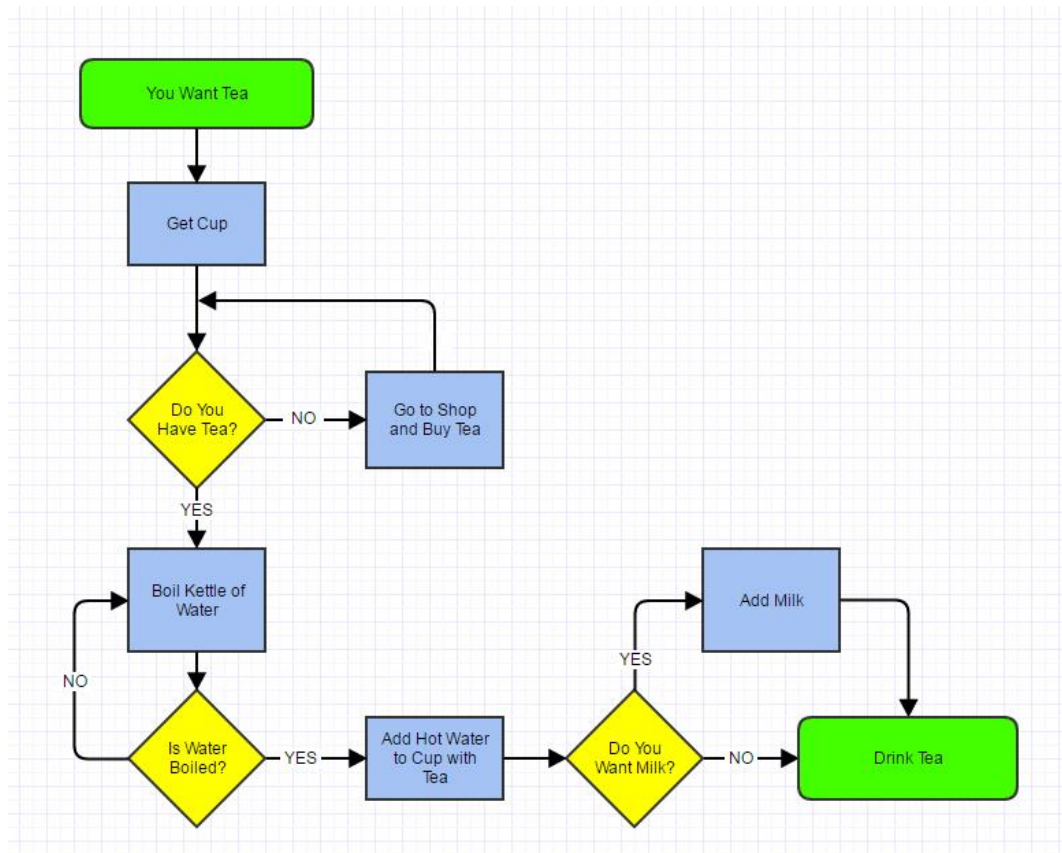 You Want Tea
Get Cup
Do You
Have Tea?
NO
Go to Shop
and Buy Tea
YES
Boil Kettle of
Water
NO
Is Water
Boiled?
YES
Add Hot Water
to Cup with
Tea
Do You
Want Milk?
YES
Add Milk
NO
Drink Tea